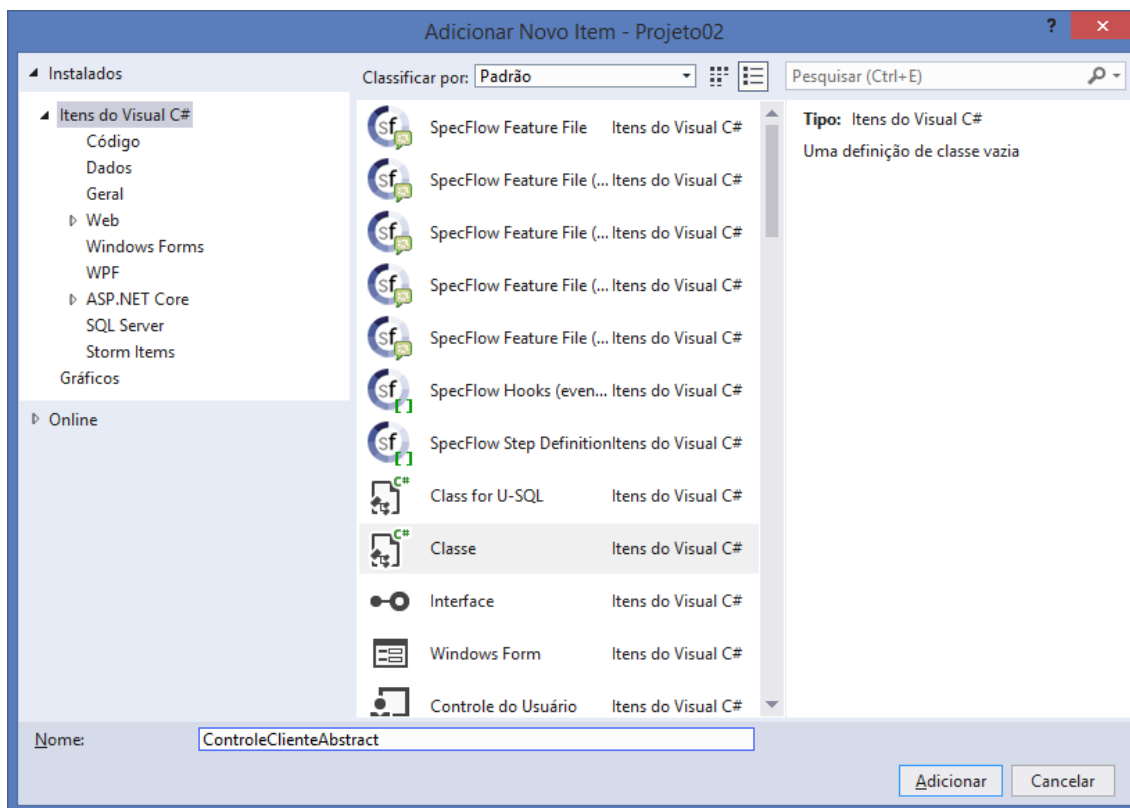 Adicionar Novo Item - Projeto02
?
Instalados
Itens do Visual C#
Código
Dados
Geral
Web
Windows Forms
WPF
ASP.NET Core
SQL Server
Storm Items
Gráficos
Online
Classificar por: Padrão
Pesquisar (Ctrl+E)
SpecFlow Feature File Itens do Visual C#
SpecFlow Feature File (... Itens do Visual C#
SpecFlow Feature File (... Itens do Visual C#
SpecFlow Feature File (... Itens do Visual C#
SpecFlow Feature File (... Itens do Visual C#
SpecFlow Hooks (even... Itens do Visual C#
SpecFlow Step Definition Itens do Visual C#
Class for U-SQL Itens do Visual C#
Classe Itens do Visual C#
Interface Itens do Visual C#
Windows Form Itens do Visual C#
Controle do Usuário Itens do Visual C#
Tipo: Itens do Visual C#
Uma definição de classe vazia
Nome: ControleClienteAbstract
Adicionar Cancelar